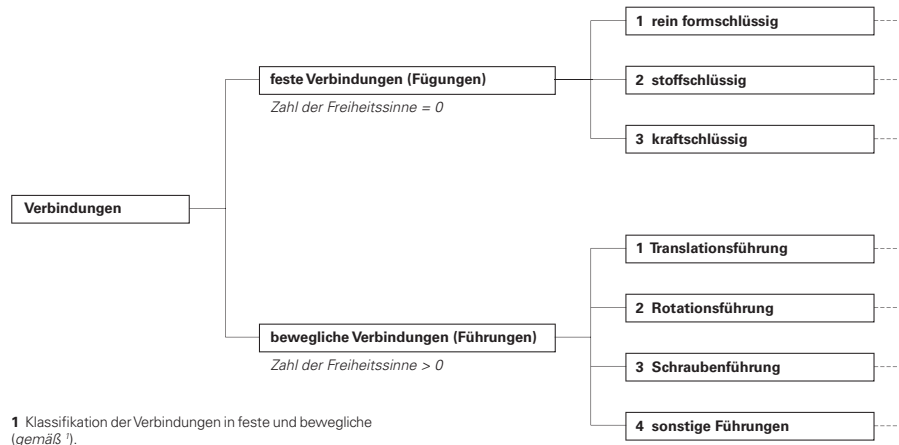 1 rein formschlüssig
feste Verbindungen (Fügungen)
2 stoffschlüssig
Zahl der Freiheitssinne = 0
3 kraftschlüssig
Verbindungen
1 Translationsführung
2 Rotationsführung
bewegliche Verbindungen (Führungen)
Zahl der Freiheitssinne > 0
3 Schraubenführung
4 sonstige Führungen
1 Klassifikation der Verbindungen in feste und bewegliche
(gemäß ¹).